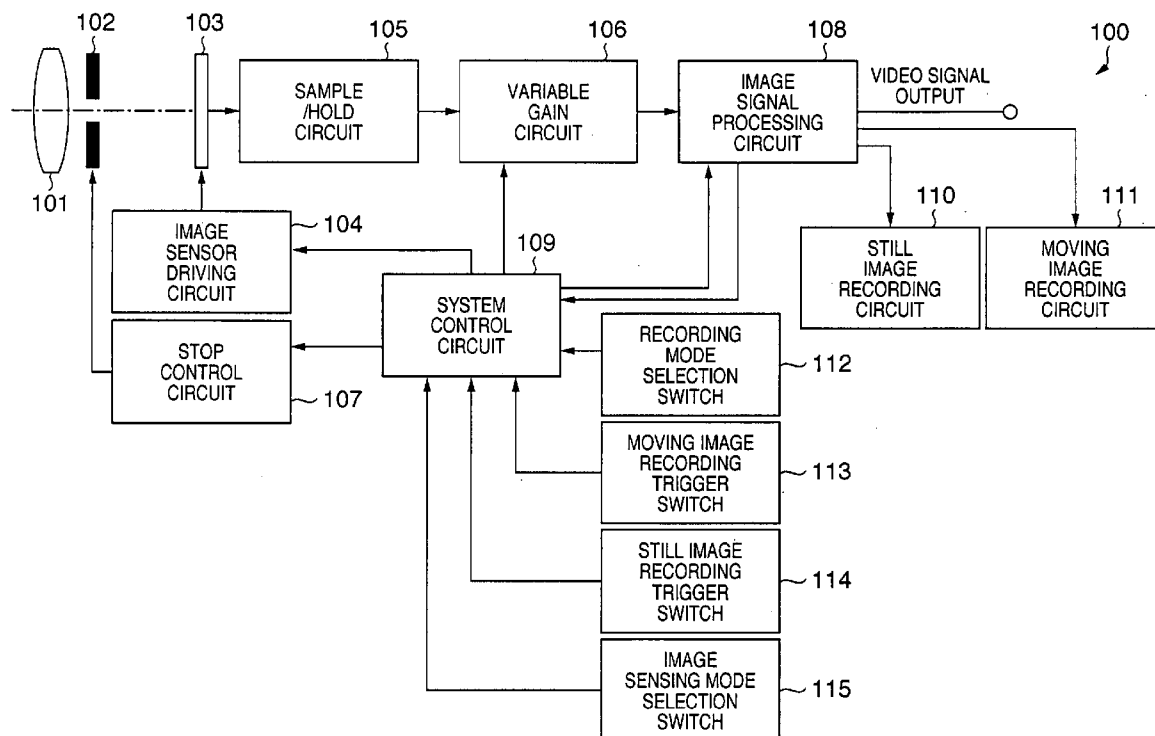 102
103
105
106
108
100
SAMPLE
/HOLD
CIRCUIT
VARIABLE
GAIN
CIRCUIT
IMAGE
SIGNAL
PROCESSING
CIRCUIT
VIDEO SIGNAL
OUTPUT
101
104
IMAGE
SENSOR
DRIVING
CIRCUIT
109
SYSTEM
CONTROL
CIRCUIT
110
STILL
IMAGE
RECORDING
CIRCUIT
111
MOVING
IMAGE
RECORDING
CIRCUIT
STOP
CONTROL
CIRCUIT
107
RECORDING
MODE
SELECTION
SWITCH
112
MOVING IMAGE
RECORDING
TRIGGER
SWITCH
113
STILL IMAGE
RECORDING
TRIGGER
SWITCH
114
IMAGE
SENSING MODE
SELECTION
SWITCH
115